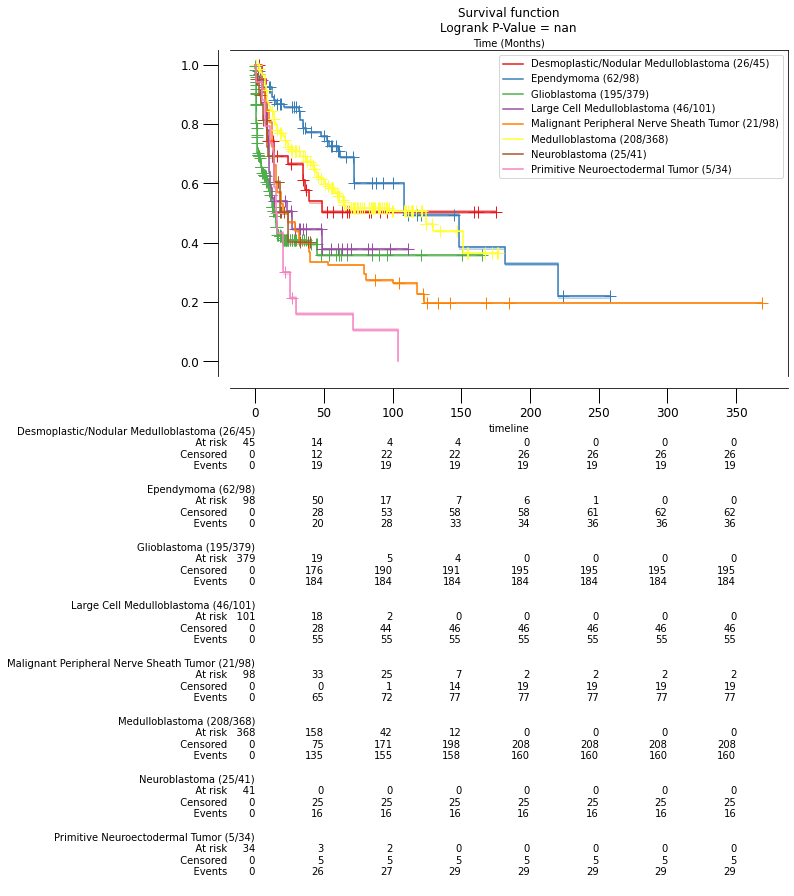 Survival function
Logrank P-Value = nan
Time (Months)
Desmoplastic/Nodular Medulloblastoma (26/45)
Ependymoma (62/98)
Glioblastoma (195/379)
Large Cell Medulloblastoma (46/101)
Malignant Peripheral Nerve Sheath Tumor (21/98)
Medulloblastoma (208/368)
Neuroblastoma (25/41)
Primitive Neuroectodermal Tumor (5/34)
1.0
0.8
0.6
0.4
0.2
0.0
0 50 100 150 200 250 300 350
timeline
Desmoplastic/Nodular Medulloblastoma (26/45)
At risk 45 14 4 4 0 0 0 0
Censored 0 12 22 22 26 26 26 26
Events 0 19 19 19 19 19 19 19
Ependymoma (62/98)
At risk 98 50 17 7 6 1 0 0
Censored 0 28 53 58 58 61 62 62
Events 0 20 28 33 34 36 36 36
Glioblastoma (195/379)
At risk 379 19 5 4 0 0 0 0
Censored 0 176 190 191 195 195 195 195
Events 0 184 184 184 184 184 184 184
Large Cell Medulloblastoma (46/101)
At risk 101 18 2 0 0 0 0 0
Censored 0 28 44 46 46 46 46 46
Events 0 55 55 55 55 55 55 55
Malignant Peripheral Nerve Sheath Tumor (21/98)
At risk 98 33 25 7 2 2 2 2
Censored 0 0 1 14 19 19 19 19
Events 0 65 72 77 77 77 77 77
Medulloblastoma (208/368)
At risk 368 158 42 12 0 0 0 0
Censored 0 75 171 198 208 208 208 208
Events 0 135 155 158 160 160 160 160
Neuroblastoma (25/41)
At risk 41 0 0 0 0 0 0 0
Censored 0 25 25 25 25 25 25 25
Events 0 16 16 16 16 16 16 16
Primitive Neuroectodermal Tumor (5/34)
At risk 34 3 2 0 0 0 0 0
Censored 0 5 5 5 5 5 5 5
Events 0 26 27 29 29 29 29 29